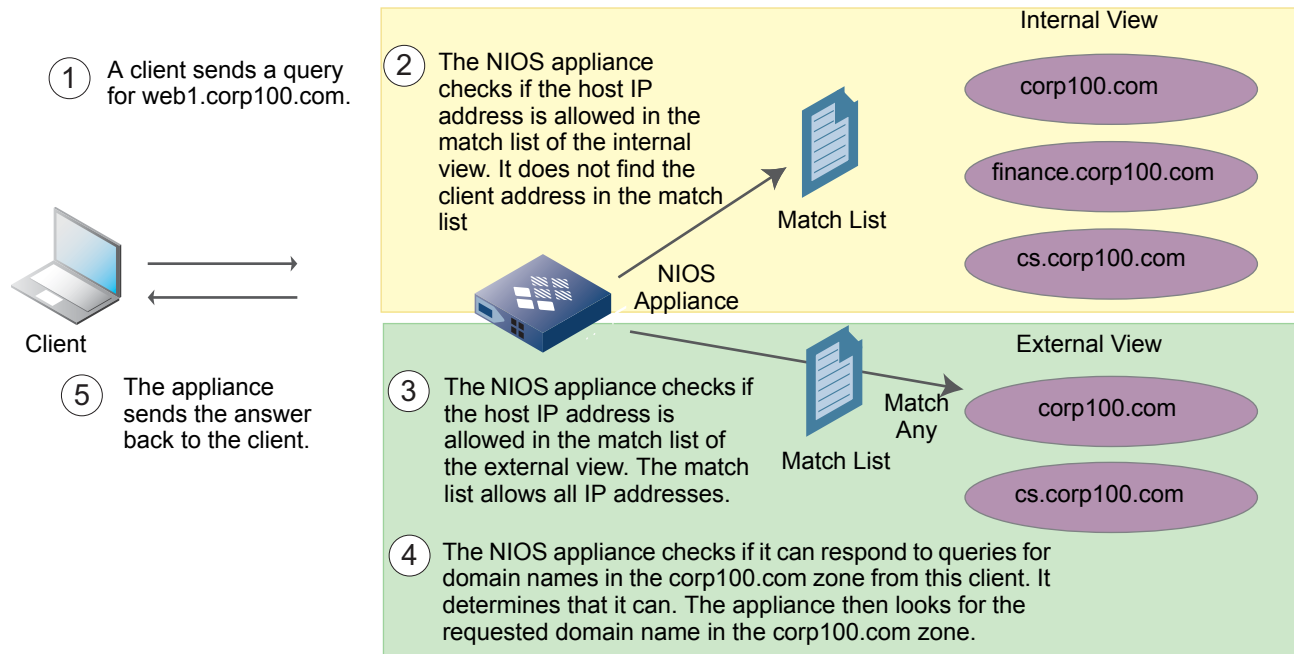 1
A client sends a query
for web1.corp100.com.
2
The NIOS appliance
checks if the host IP
address is allowed in the
match list of the internal
view. It does not find the
client address in the match
list
Match List
Internal View
corp100.com
finance.corp100.com
cs.corp100.com
NIOS
Appliance
Client
5
The appliance
sends the answer
back to the client.
3
The NIOS appliance checks if
the host IP address is
allowed in the match list of
the external view. The match
list allows all IP addresses.
Match List
Match
Any
External View
corp100.com
cs.corp100.com
4
The NIOS appliance checks if it can respond to queries for
domain names in the corp100.com zone from this client. It
determines that it can. The appliance then looks for the
requested domain name in the corp100.com zone.